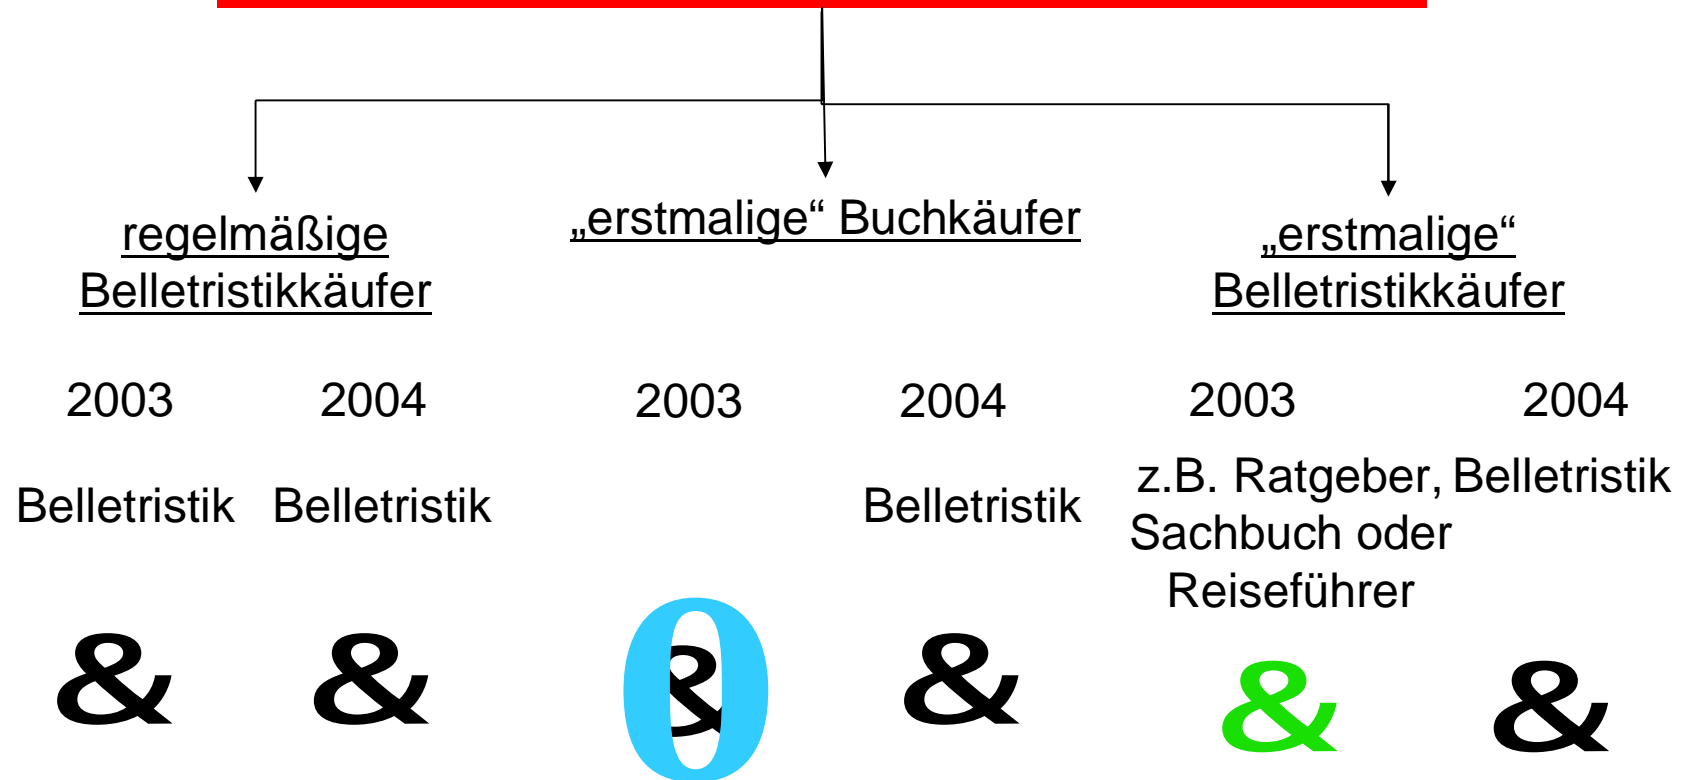 regelmäßige
Belletristikkäufer
„erstmalige“ Buchkäufer
„erstmalige“
Belletristikkäufer
2003 2004 2003 2004 2003 2004
Belletristik Belletristik Belletristik z.B. Ratgeber, Belletristik
Sachbuch oder
Reiseführer
& & & 0 & & &